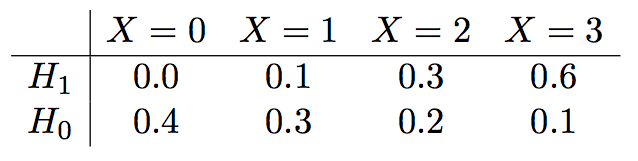 X = 0 X = 1 X = 2 X = 3
H₁ 0.0 0.1 0.3 0.6
H₀ 0.4 0.3 0.2 0.1